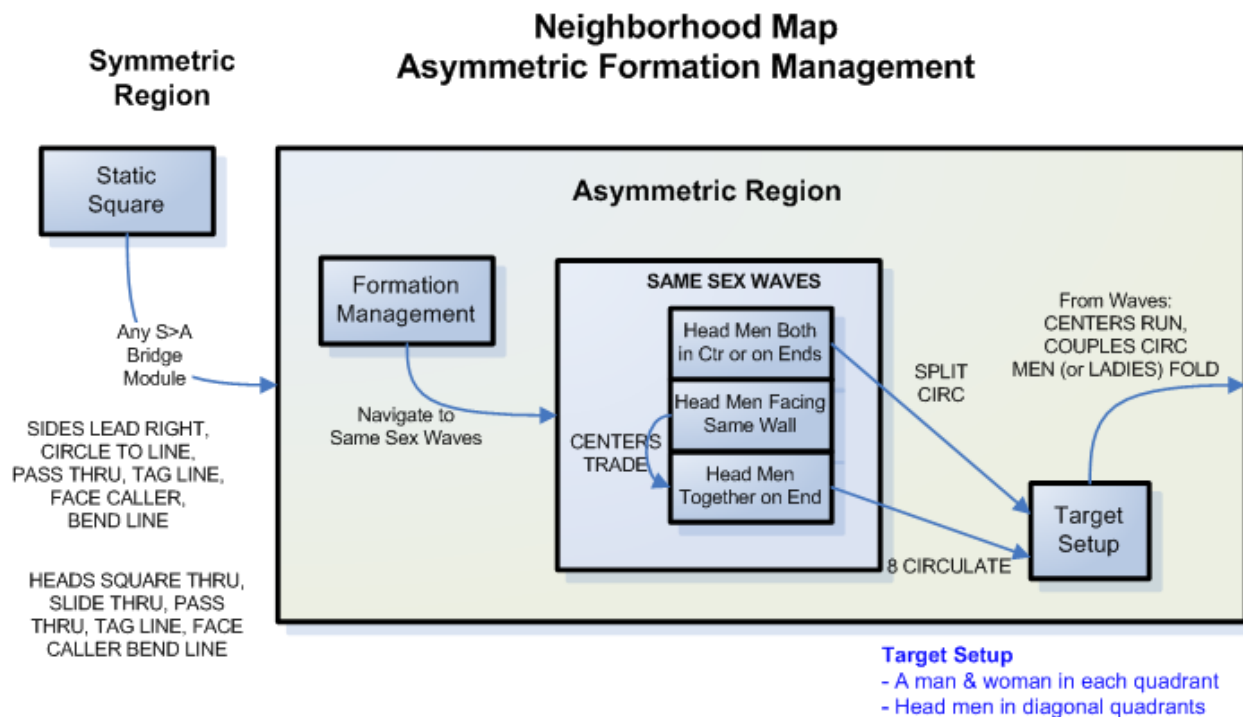 Neighborhood Map
Asymmetric Formation Management
Symmetric
Region
Static
Square
Any S>A
Bridge
Module
SIDES LEAD RIGHT,
CIRCLE TO LINE,
PASS THRU, TAG LINE,
FACE CALLER,
BEND LINE
HEADS SQUARE THRU,
SLIDE THRU, PASS
THRU, TAG LINE, FACE
CALLER BEND LINE
Asymmetric Region
Formation
Management
Navigate to
Same Sex Waves
SAME SEX WAVES
Head Men Both
in Ctr or on Ends
Head Men Facing
Same Wall
CENTERS
TRADE
Head Men
Together on End
SPLIT
CIRC
8 CIRCULATE
From Waves:
CENTERS RUN,
COUPLES CIRC
MEN (or LADIES) FOLD
Target
Setup
Target Setup
- A man & woman in each quadrant
- Head men in diagonal quadrants